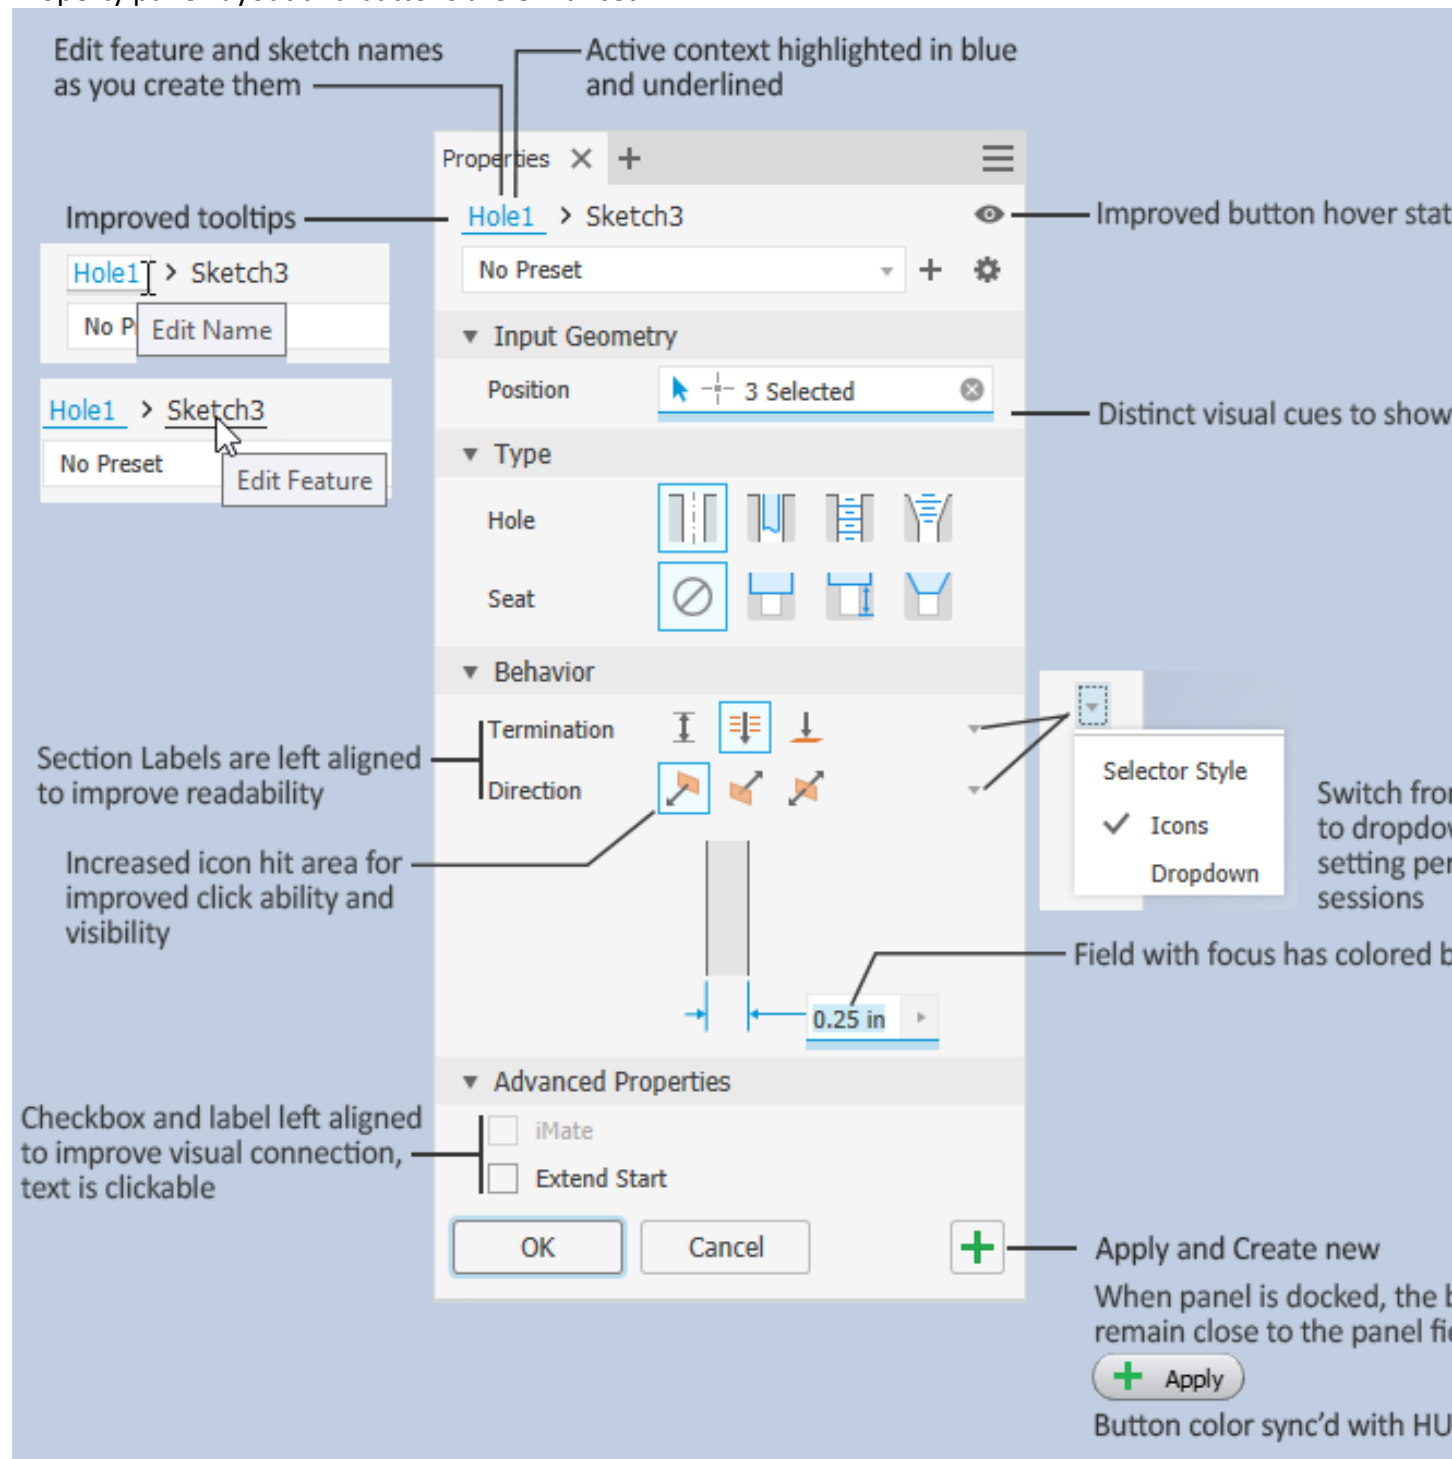 Edit feature and sketch names
as you create them
Active context highlighted in blue
and underlined
Properties
Improved tooltips
Hole1 > Sketch3
Improved button hover stat
Hole1 > Sketch3
No Preset
No P
Edit Name
Input Geometry
Position
3 Selected
Hole1 > Sketch3
Distinct visual cues to show
No Preset
Edit Feature
Type
Hole
Seat
Behavior
Termination
Direction
Section Labels are left aligned
to improve readability
Selector Style
Icons
Dropdown
Switch
setting
sessions
Increased icon hit area for
improved click ability and
visibility
Field with focus has colored
0.25 in
Advanced Properties
iMate
Extend Start
Checkbox and label left aligned
to improve visual connection,
text is clickable
OK
Cancel
Apply and Create new
When panel is docked, the
remain close to the panel
Apply
Button color sync'd with HU